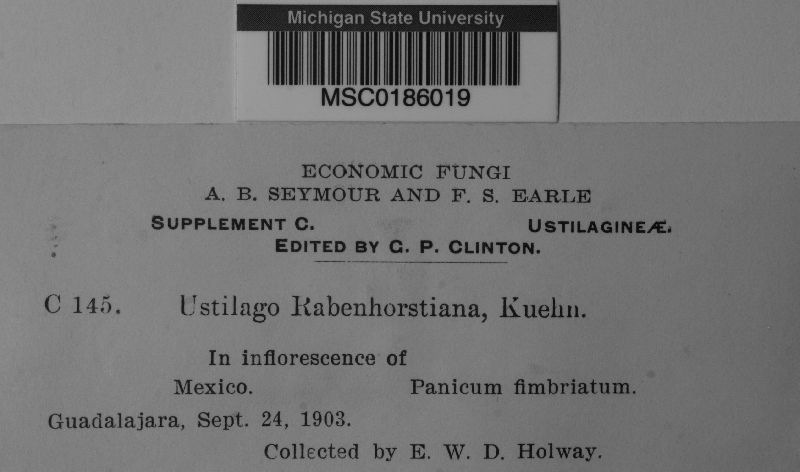 Michigan State University
MSC0186019
ECONOMIC FUNGI
A. B. SEYMOUR AND F. S. EARLE
SUPPLEMENT C. USTILAGINEÆ.
EDITED BY G. P. CLINTON.
C 145. Ustilago Rabenhorstiana, Kuehn.
In inflorescence of
Mexico. Panicum fimbriatum.
Guadalajara, Sept. 24, 1903.
Collected by E. W. D. Holway.